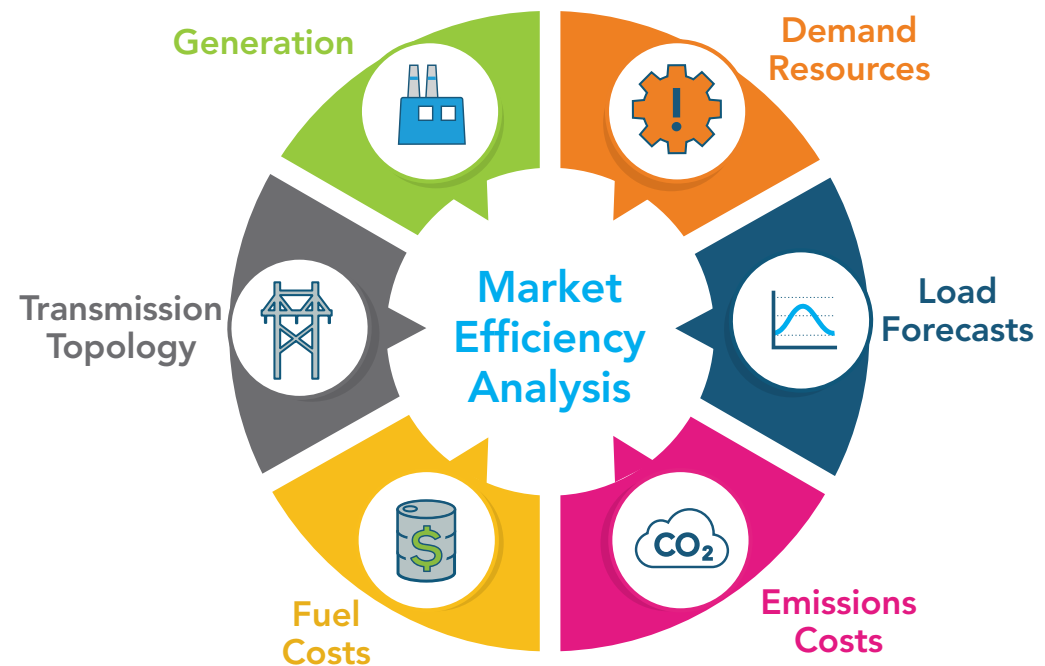 Generation
Demand
Resources
Transmission
Topology
Market
Efficiency
Analysis
Load
Forecasts
$
CO₂
Fuel
Costs
Emissions
Costs